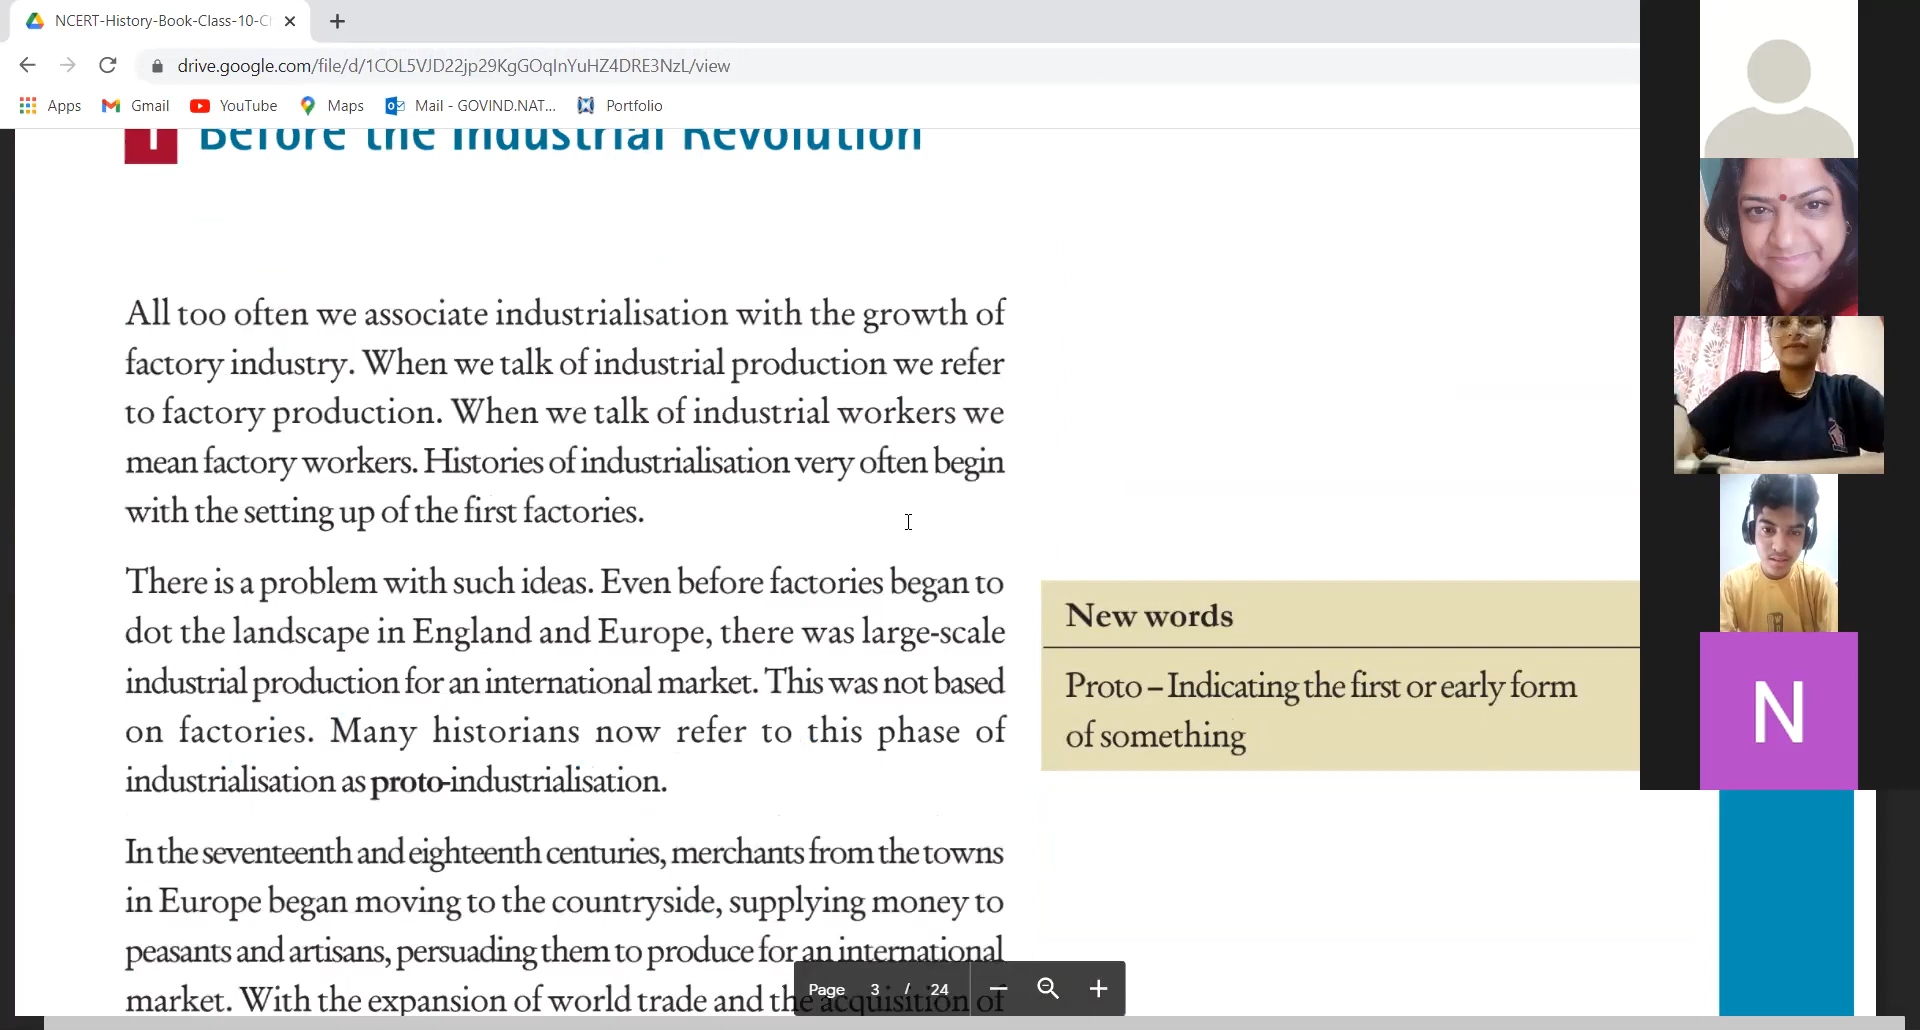 NCERT-History-Book-Class-10-C
drive.google.com/file/d/1COL5VJD22jp29KgGOqInYuHZ4DRE3NzL/view
Apps Gmail YouTube Maps Mail - GOVIND.NAT... Portfolio
1 Before the Industrial Revolution
All too often we associate industrialisation with the growth of
factory industry. When we talk of industrial production we refer
to factory production. When we talk of industrial workers we
mean factory workers. Histories of industrialisation very often begin
with the setting up of the first factories.
There is a problem with such ideas. Even before factories began to
dot the landscape in England and Europe, there was large-scale
industrial production for an international market. This was not based
on factories. Many historians now refer to this phase of
industrialisation as proto-industrialisation.
In the seventeenth and eighteenth centuries, merchants from the towns
in Europe began moving to the countryside, supplying money to
peasants and artisans, persuading them to produce for an international
market. With the expansion of world trade and the acquisition of
New words
Proto – Indicating the first or early form
of something
N
Page 3 / 24